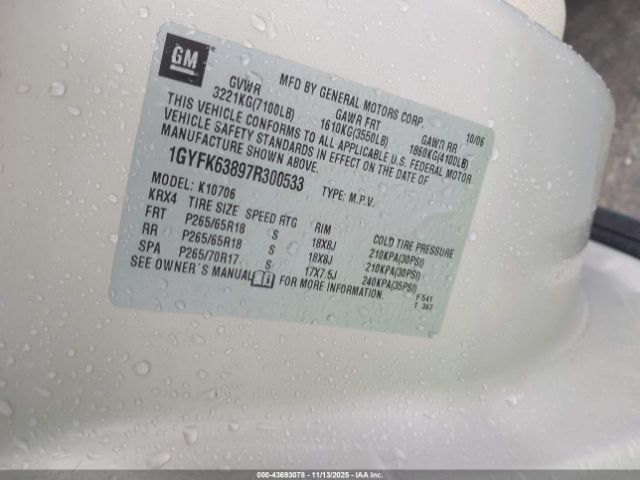 GM
MFD BY GENERAL MOTORS CORP. 10/06
GVWR GAWR FRT GAWR RR
3221KG(7100LB) 1610KG(3550LB) 1860KG(4100LB)
THIS VEHICLE CONFORMS TO ALL APPLICABLE U.S. FEDERAL MOTOR
VEHICLE SAFETY STANDARDS IN EFFECT ON THE DATE OF
MANUFACTURE SHOWN ABOVE.
1GYFK63897R300533 TYPE: M.P.V.
MODEL: K10706
KRX4 TIRE SIZE SPEED RTG RIM COLD TIRE PRESSURE
FRT P265/65R18 S 18X8J 210KPA(30PSI)
RR P265/65R18 S 18X8J 210KPA(30PSI)
SPA P265/70R17 S 17X7.5J 240KPA(35PSI)
SEE OWNER'S MANUAL FOR MORE INFORMATION.
F-541
T 367
000-43693078 - 11/13/2025 - IAA Inc.